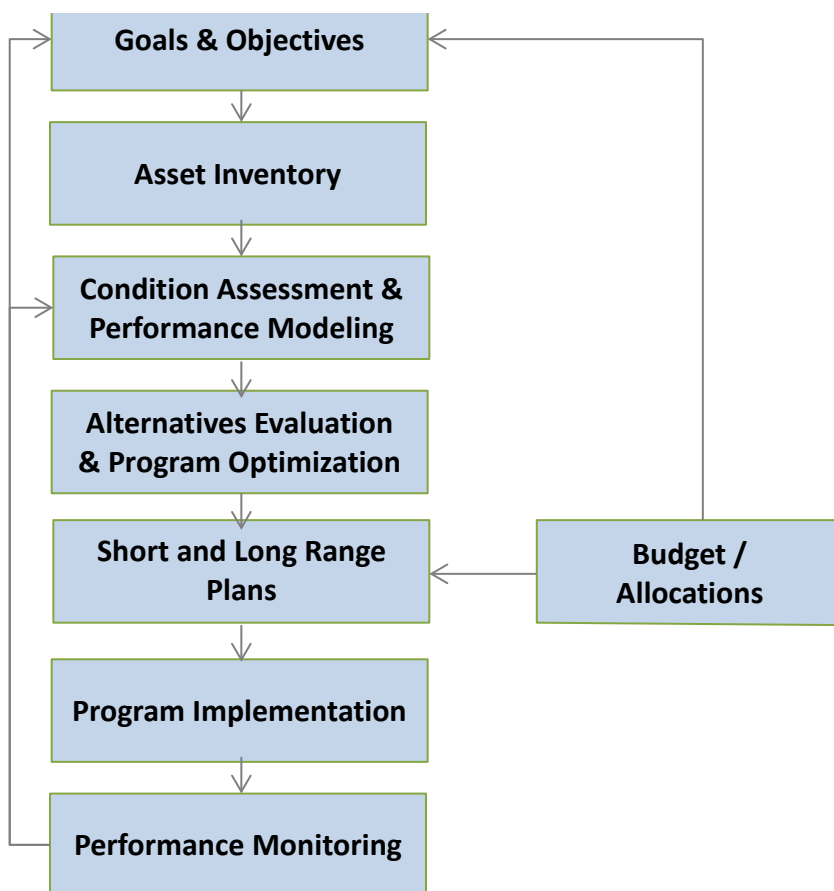 Goals & Objectives
Asset Inventory
Condition Assessment &
Performance Modeling
Alternatives Evaluation
& Program Optimization
Short and Long Range
Plans
Budget /
Allocations
Program Implementation
Performance Monitoring